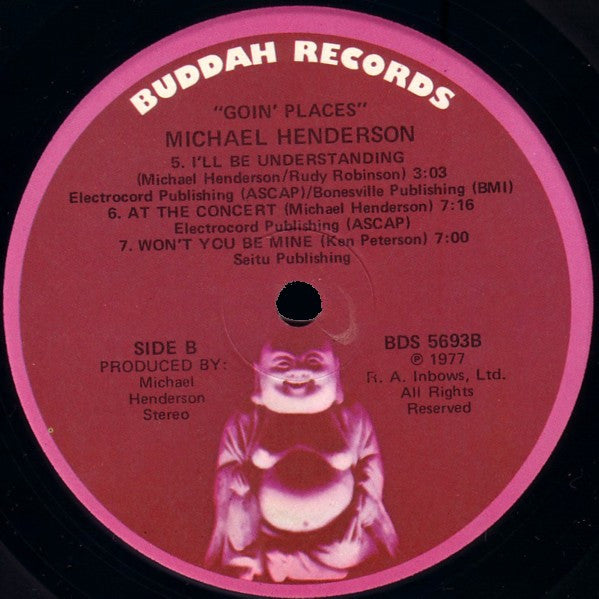 BUDDAH RECORDS
"GOIN' PLACES"
MICHAEL HENDERSON
5. I'LL BE UNDERSTANDING
(Michael Henderson/Rudy Robinson) 3:03
Electrocord Publishing (ASCAP)/Bonesville Publishing (BMI)
6. AT THE CONCERT (Michael Henderson) 7:16
Electrocord Publishing (ASCAP)
7. WON'T YOU BE MINE (Ken Peterson) 7:00
Seitu Publishing
SIDE B
PRODUCED BY:
Michael
Henderson
Stereo
BDS 5693B
℗ 1977
R. A. Inbows, Ltd.
All Rights
Reserved